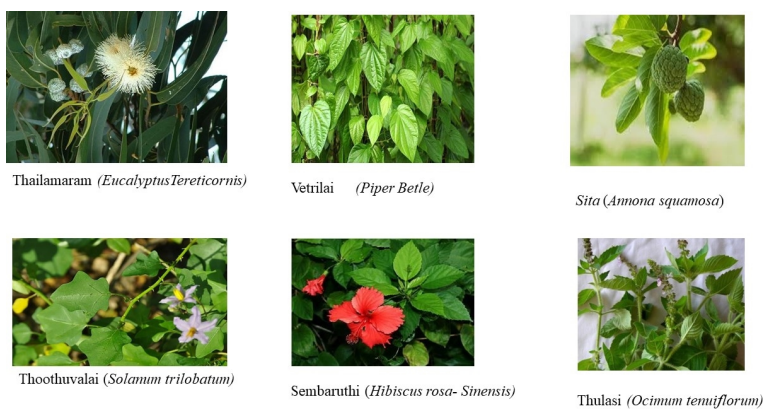 Thailamaram (EucalyptusTereticornis)
Vetrilai (Piper Betle)
Sita (Annona squamosa)
Thoothuvalai (Solanum trilobatum)
Sembaruthi (Hibiscus rosa- Sinensis)
Thulasi (Ocimum tenuiflorum)